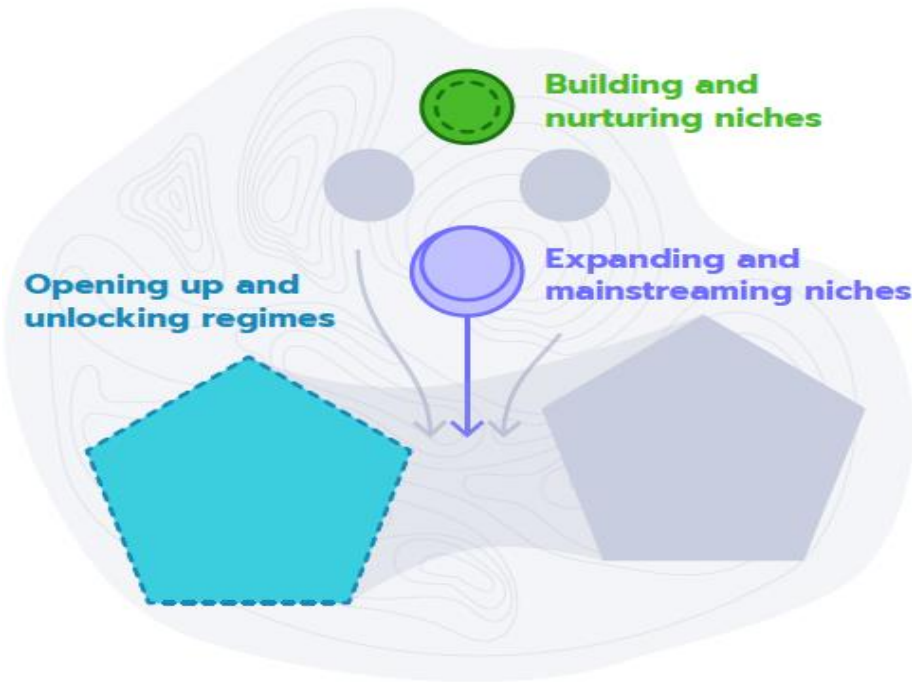 Building and
nurturing niches
Expanding and
mainstreaming niches
Opening up and
unlocking regimes